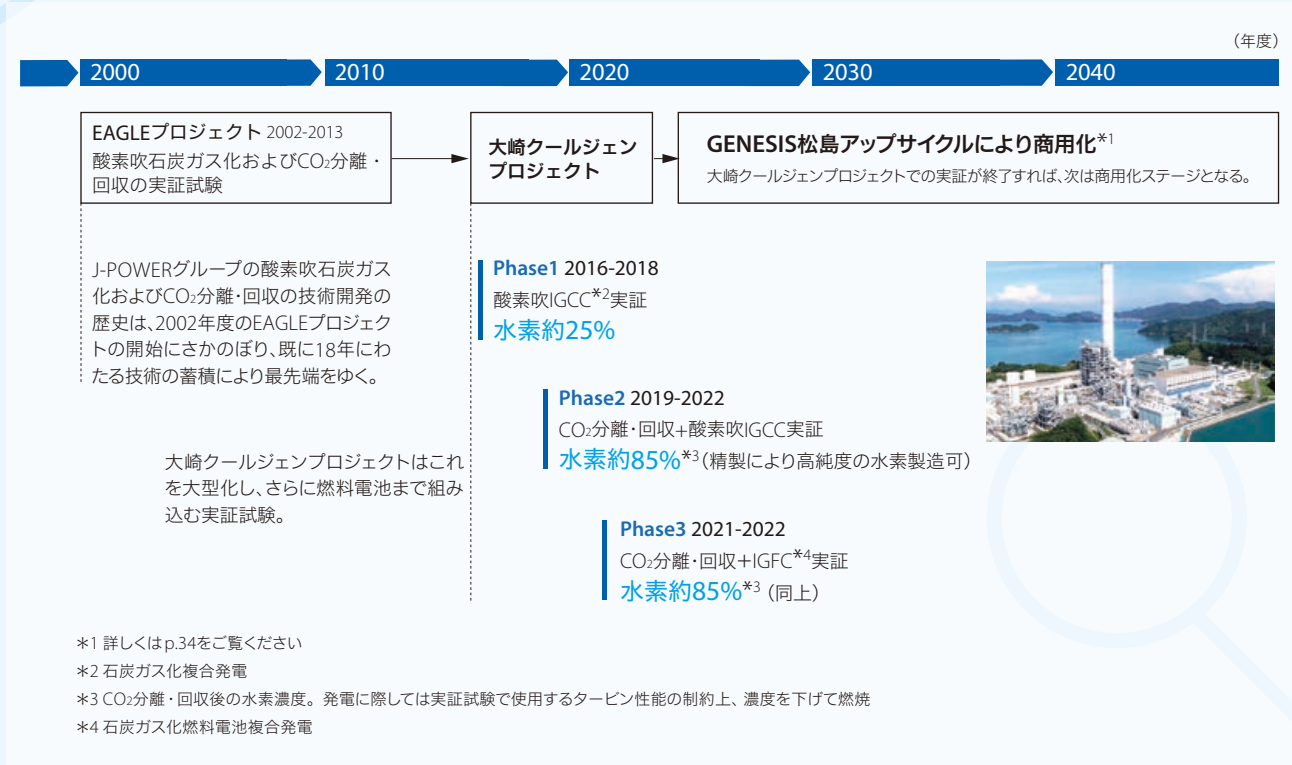 (年度)
2000
2010
2020
2030
2040
EAGLEプロジェクト 2002-2013
酸素吹石炭ガス化およびCO₂分離・
回収の実証試験
大崎クールジェン
プロジェクト
GENESIS松島アップサイクルにより商用化*1
大崎クールジェンプロジェクトでの実証が終了すれば、次は商用化ステージとなる。
J-POWERグループの酸素吹石炭ガス
化およびCO₂分離・回収の技術開発の
歴史は、2002年度のEAGLEプロジェク
トの開始にさかのぼり、既に18年にわ
たる技術の蓄積により最先端をゆく。
大崎クールジェンプロジェクトはこれ
を大型化し、さらに燃料電池まで組み
込む実証試験。
Phase1 2016-2018
酸素吹IGCC*2実証
水素約25%
Phase2 2019-2022
CO₂分離・回収+酸素吹IGCC実証
水素約85%*3(精製により高純度の水素製造可)
Phase3 2021-2022
CO₂分離・回収+IGFC*4実証
水素約85%*3 (同上)
*1 詳しくはp.34をご覧ください
*2 石炭ガス化複合発電
*3 CO₂分離・回収後の水素濃度。発電に際しては実証試験で使用するタービン性能の制約上、濃度を下げて燃焼
*4 石炭ガス化燃料電池複合発電